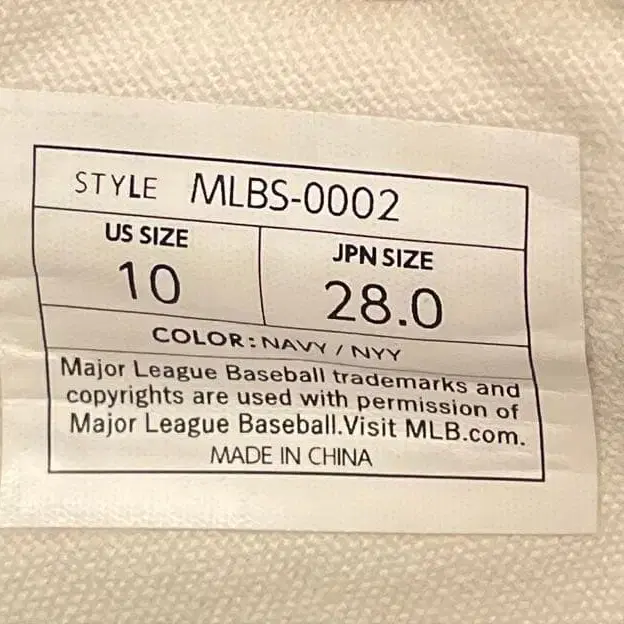 STYLE MLBS-0002
US SIZE
10
JPN SIZE
28.0
COLOR:NAVY / NYY
Major League Baseball trademarks and
copyrights are used with permission of
Major League Baseball.Visit MLB.com.
MADE IN CHINA